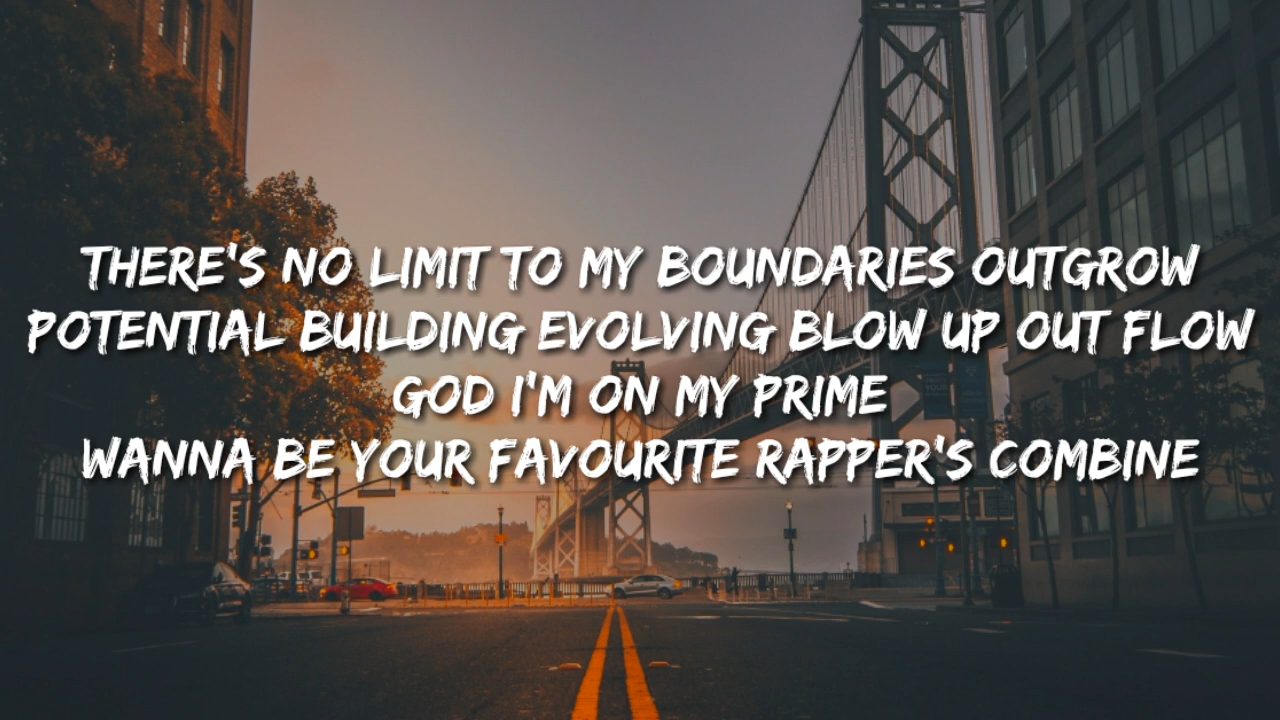 THERE'S NO LIMIT TO MY BOUNDARIES OUTGROW
POTENTIAL BUILDING EVOLVING BLOW UP OUT FLOW
GOD I'M ON MY PRIME
WANNA BE YOUR FAVOURITE RAPPER'S COMBINE